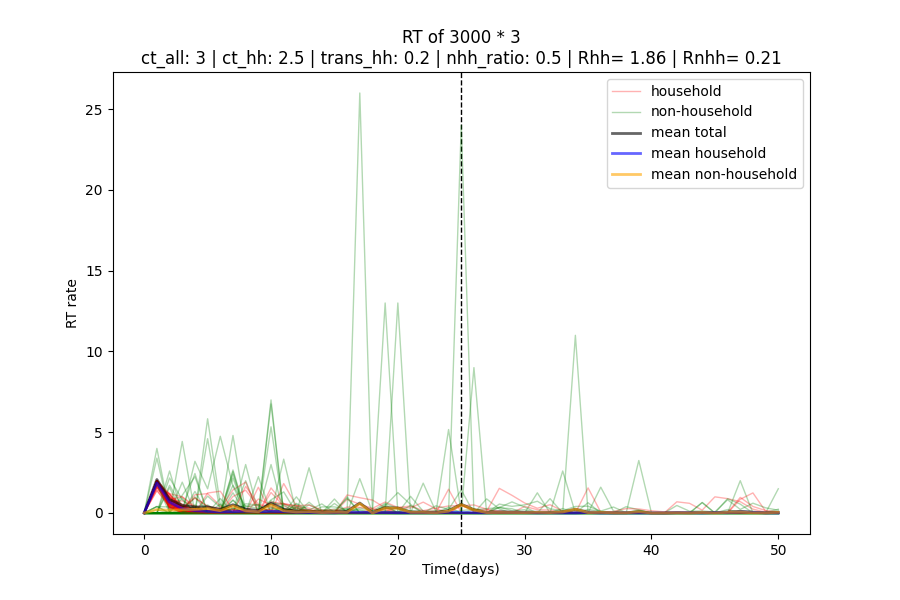 RT of 3000 * 3
ct_all: 3 | ct_hh: 2.5 | trans_hh: 0.2 | nhh_ratio: 0.5 | Rhh= 1.86 | Rnhh= 0.21
household
non-household
mean total
mean household
mean non-household
25
20
15
10
5
0
RT rate
0 10 20 30 40 50
Time(days)